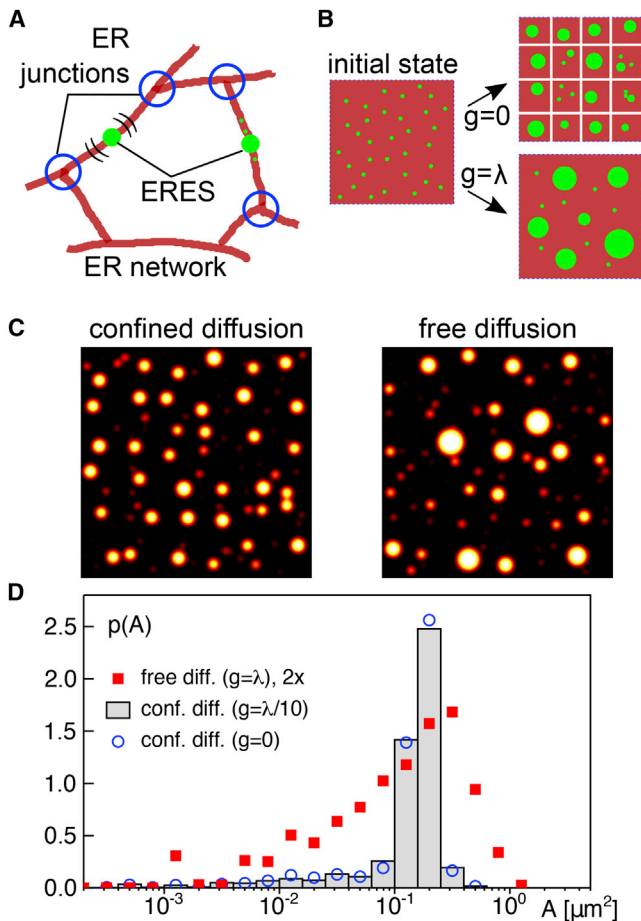 A
ER
junctions
ERES
ER network
B
initial state
g=0
g=λ
C
confined diffusion
free diffusion
D
p(A)
2.5
2.0
1.5
1.0
0.5
0.0
free diff. (g=λ), 2x
conf. diff. (g=λ/10)
conf. diff. (g=0)
10⁻³
10⁻²
10⁻¹
10⁰
A [μm²]